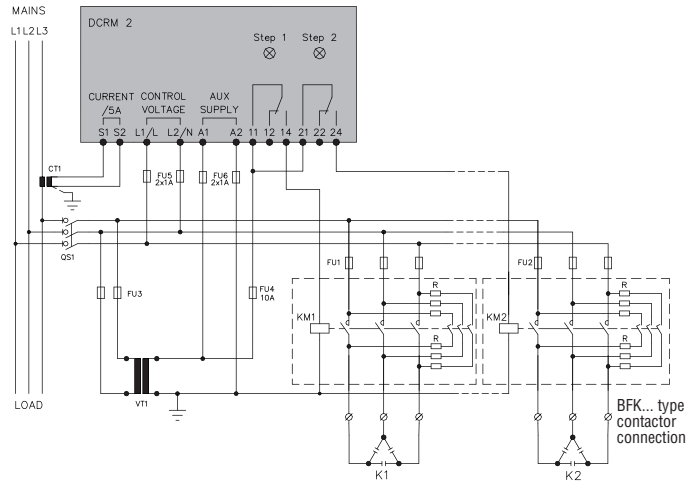 MAINS
L1 L2 L3
DCRM 2
Step 1
Step 2
CURRENT
/5A
CONTROL
VOLTAGE
AUX
SUPPLY
S1 S2 L1/L L2/N A1 A2 11 12 14 21 22 24
CT1
FU5
2x1A
FU6
2x1A
QS1
FU3
FU4
10A
FU1
FU2
R
R
KM1
KM2
R
R
VT1
LOAD
BFK... type
contactor
connection
K1
K2